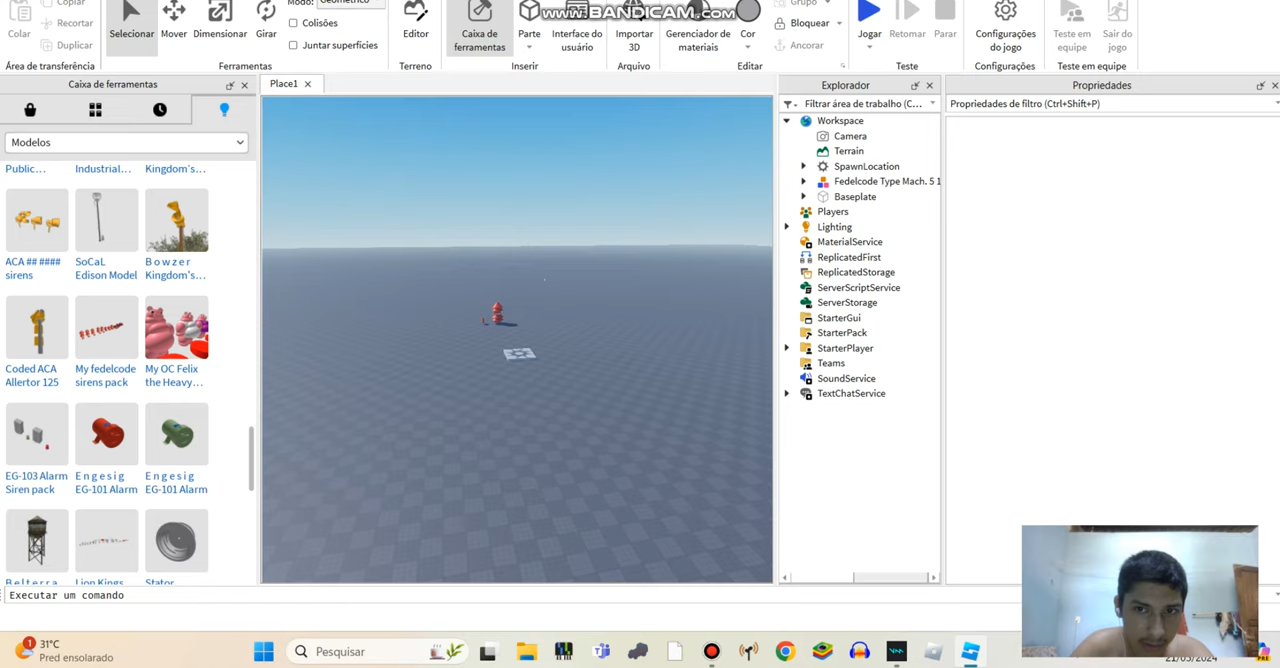 www.BANDICAM.com
Copiar
Colar
Recortar
Duplicar
Área de transferência
Selecionar Mover Dimensionar Girar
Modo:
Colisões
Juntar superfícies
Ferramentas
Editor
Terreno
Caixa de ferramentas
Parte
Interface do usuário
Inserir
Importar 3D
Arquivo
Gerenciador de materiais
Cor
Grupo
Bloquear
Ancorar
Editar
Jogar Retomar Parar
Teste
Configurações do jogo
Configurações
Teste em equipe
Sair do jogo
Teste em equipe
Caixa de ferramentas
Modelos
Public... Industrial... Kingdom's...
ACA ## #### sirens
SoCaL Edison Model
B o w z e r Kingdom's...
Coded ACA Allertor 125
My fedelcode sirens pack
My OC Felix the Heavy...
EG-103 Alarm Siren pack
E n g e s i g EG-101 Alarm
E n g e s i g EG-101 Alarm
B e l t e r r a Lion Kings Stator
Place1
Explorador
Filtrar área de trabalho (C...
Workspace
Camera
Terrain
SpawnLocation
Fedelcode Type Mach. 5 1
Baseplate
Players
Lighting
MaterialService
ReplicatedFirst
ReplicatedStorage
ServerScriptService
ServerStorage
StarterGui
StarterPack
StarterPlayer
Teams
SoundService
TextChatService
Propriedades
Propriedades de filtro (Ctrl+Shift+P)
Executar um comando
1
31°C
Pred ensolarado
Pesquisar
21/03/2024